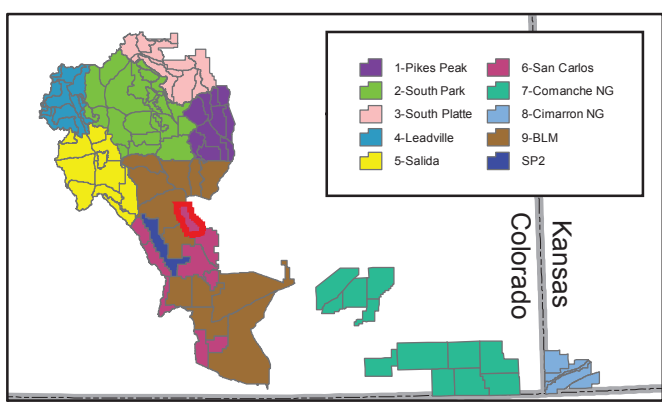 1-Pikes Peak
2-South Park
3-South Platte
4-Leadville
5-Salida
6-San Carlos
7-Comanche NG
8-Cimarron NG
9-BLM
SP2
Kansas
Colorado